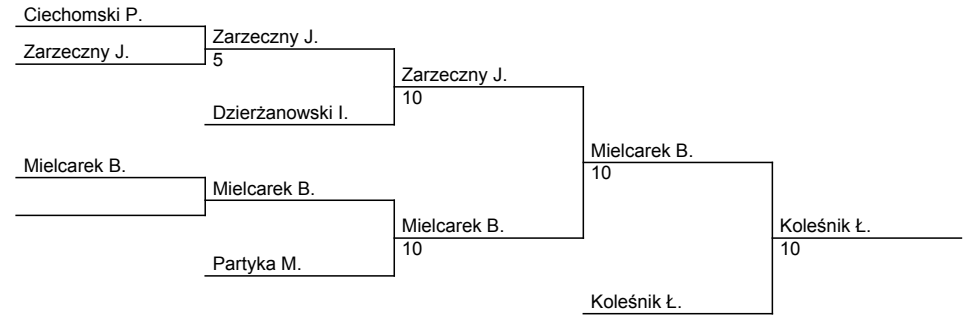 Ciechomski P.
Zarzeczny J.
Zarzeczny J.
5
Zarzeczny J.
10
Dzierżanowski I.
Mielcarek B.
10
Mielcarek B.
Mielcarek B.
Mielcarek B.
10
Koleśnik Ł.
10
Partyka M.
Koleśnik Ł.